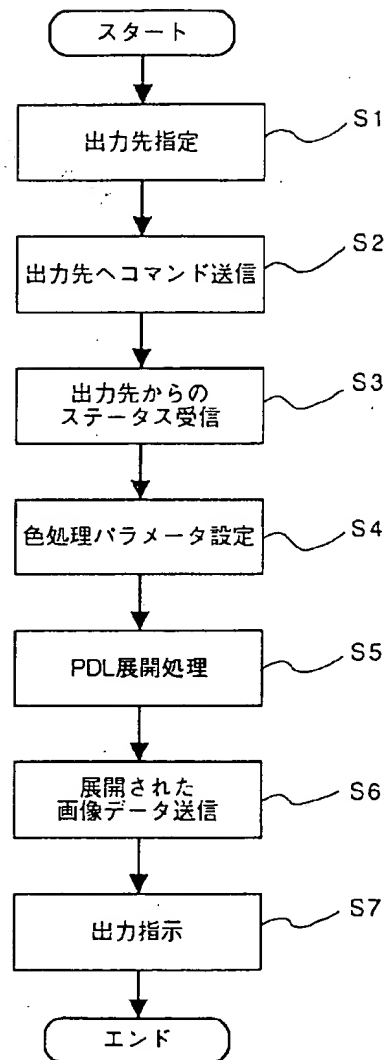 スタート
出力先指定
S1
出力先へコマンド送信
S2
出力先からの
ステータス受信
S3
色処理パラメータ設定
S4
PDL展開処理
S5
展開された
画像データ送信
S6
出力指示
S7
エンド